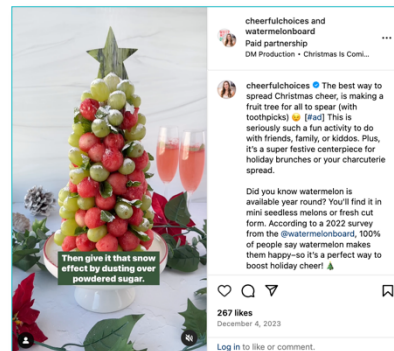 Then give it that snow
effect by dusting over
powdered sugar.
cheerfulchoices and
watermelonboard
Paid partnership
DM Production • Christmas Is Comi...
cheerfulchoices The best way to
spread Christmas cheer, is making a
fruit tree for all to spear (with
toothpicks) 😉 [#ad] This is
seriously such a fun activity to do
with friends, family, or kiddos. Plus,
it's a super festive centerpiece for
holiday brunches or your charcuterie
spread.
Did you know watermelon is
available year round? You'll find it in
mini seedless melons or fresh cut
form. According to a 2022 survey
from the @watermelonboard, 100%
of people say watermelon makes
them happy–so it's a perfect way to
boost holiday cheer! 🎄
267 likes
December 4, 2023
Log in to like or comment.